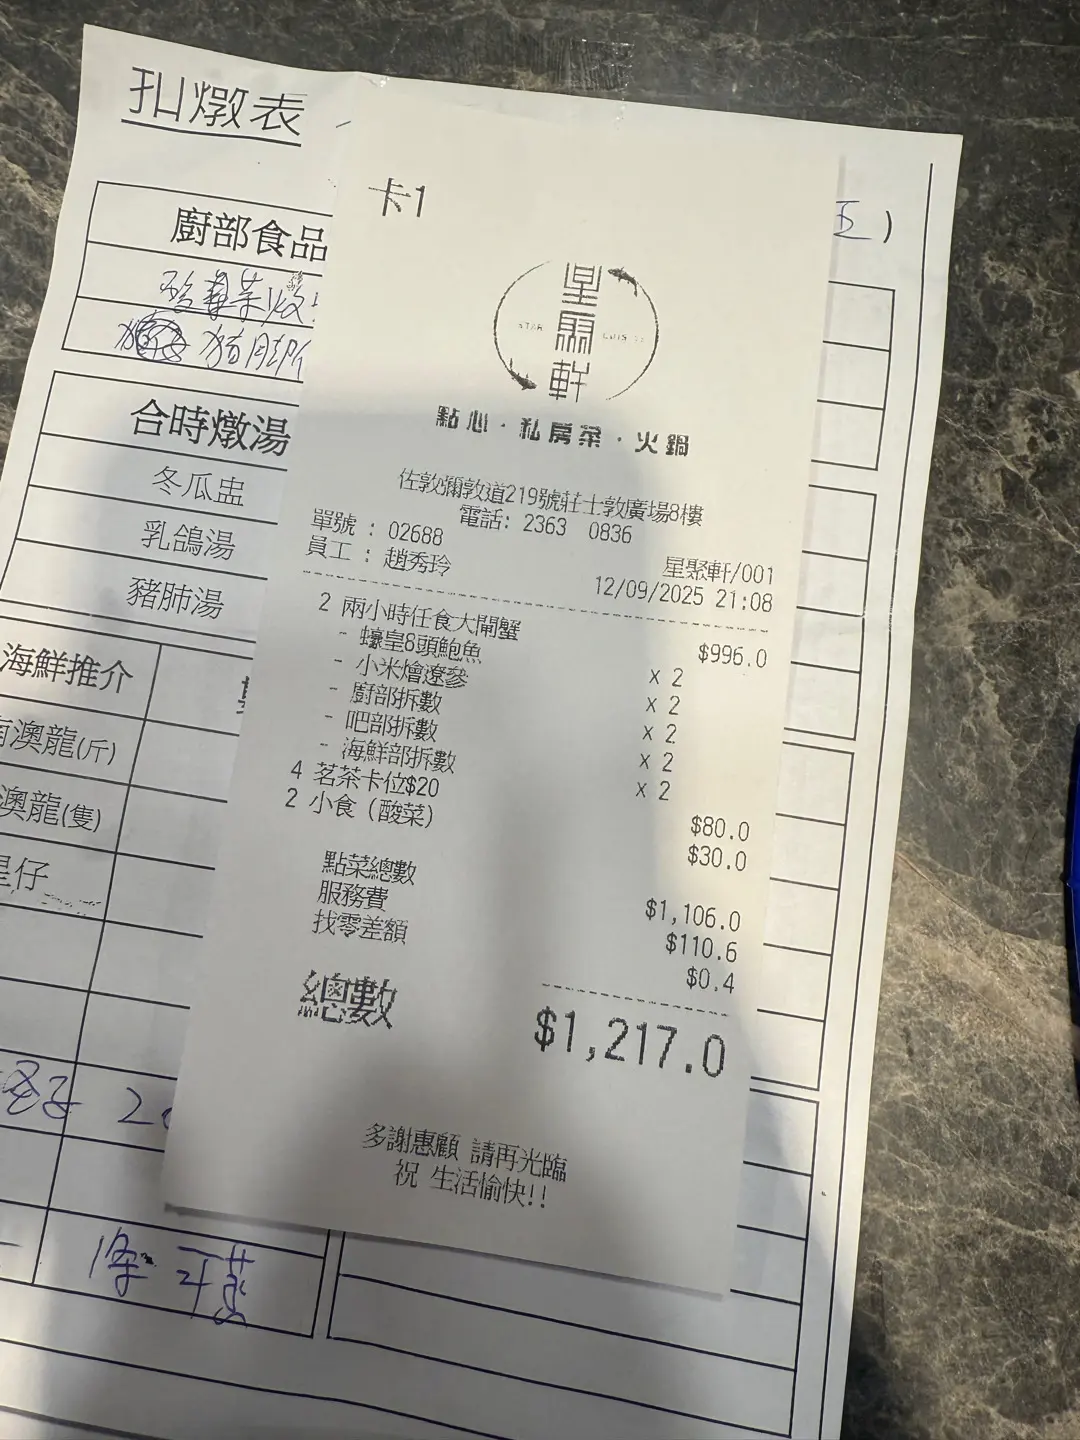 扣燉表
廚部食品
豬
合時燉湯
冬瓜盅
乳鴿湯
豬肺湯
海鮮推介
澳龍(斤)
澳龍(隻)
星仔
卡1
星聚軒
STAR CUISINE
點心·私房菜·火鍋
佐敦彌敦道219號莊士敦廣場8樓
電話: 2363 0836
單號 : 02688
星聚軒/001
員工 : 趙秀玲
12/09/2025 21:08
2 兩小時任食大閘蟹 $996.0
- 蠔皇8頭鮑魚 x 2
- 小米燴遼參 x 2
- 廚部拆數 x 2
- 吧部拆數 x 2
- 海鮮部拆數 x 2
4 茗茶卡位$20 $80.0
2 小食（酸菜） $30.0
點菜總數 $1,106.0
服務費 $110.6
找零差額 $0.4
總數 $1,217.0
多謝惠顧 請再光臨
祝 生活愉快!!